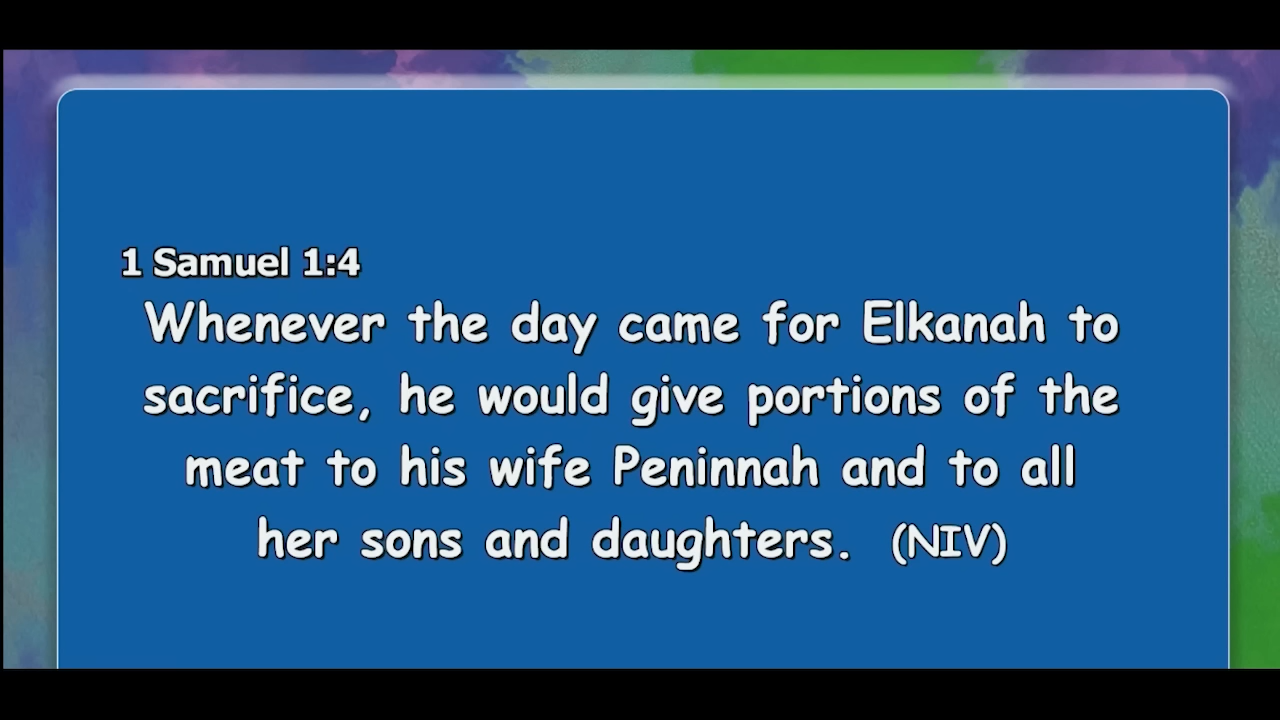 1 Samuel 1:4
Whenever the day came for Elkanah to
sacrifice, he would give portions of the
meat to his wife Peninnah and to all
her sons and daughters. (NIV)